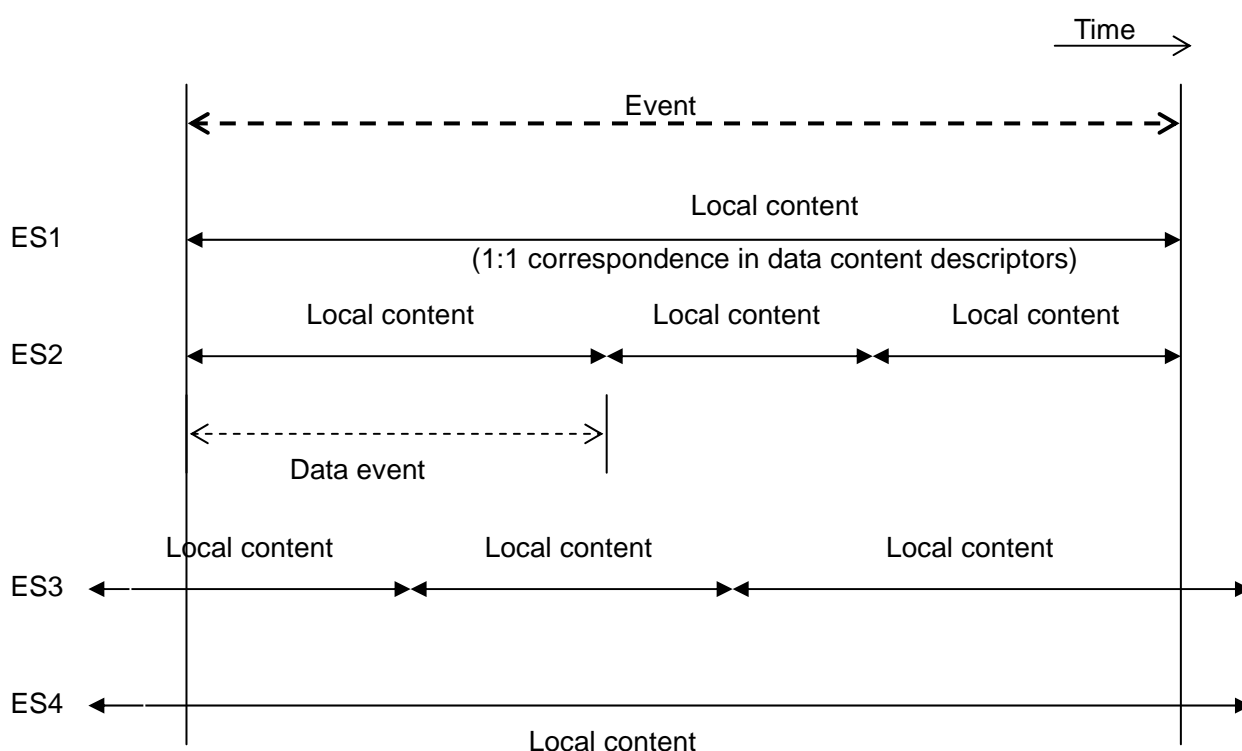 Time
Event
Local content
ES1
(1:1 correspondence in data content descriptors)
Local content Local content Local content
ES2
Data event
Local content Local content Local content
ES3
ES4
Local content